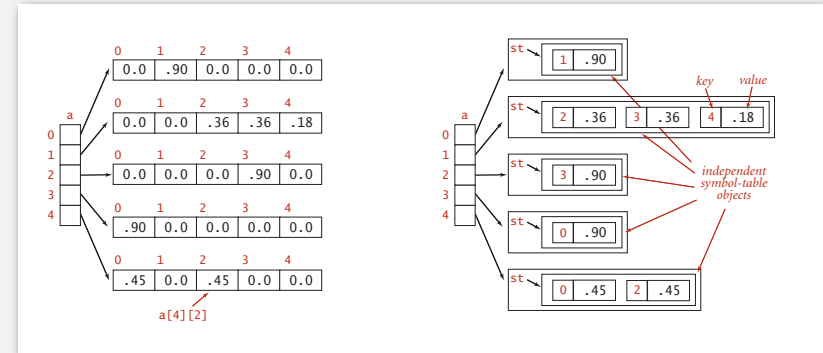 0 1 2 3 4
0.0 .90 0.0 0.0 0.0
0 1 2 3 4
0.0 0.0 .36 .36 .18
0 1 2 3 4
0.0 0.0 0.0 .90 0.0
0 1 2 3 4
.90 0.0 0.0 0.0 0.0
0 1 2 3 4
.45 0.0 .45 0.0 0.0
a
0
1
2
3
4
a[4][2]
a
0
1
2
3
4
st
1 .90
key value
st
2 .36 3 .36 4 .18
st
3 .90
independent
symbol-table
objects
st
0 .90
st
0 .45 2 .45